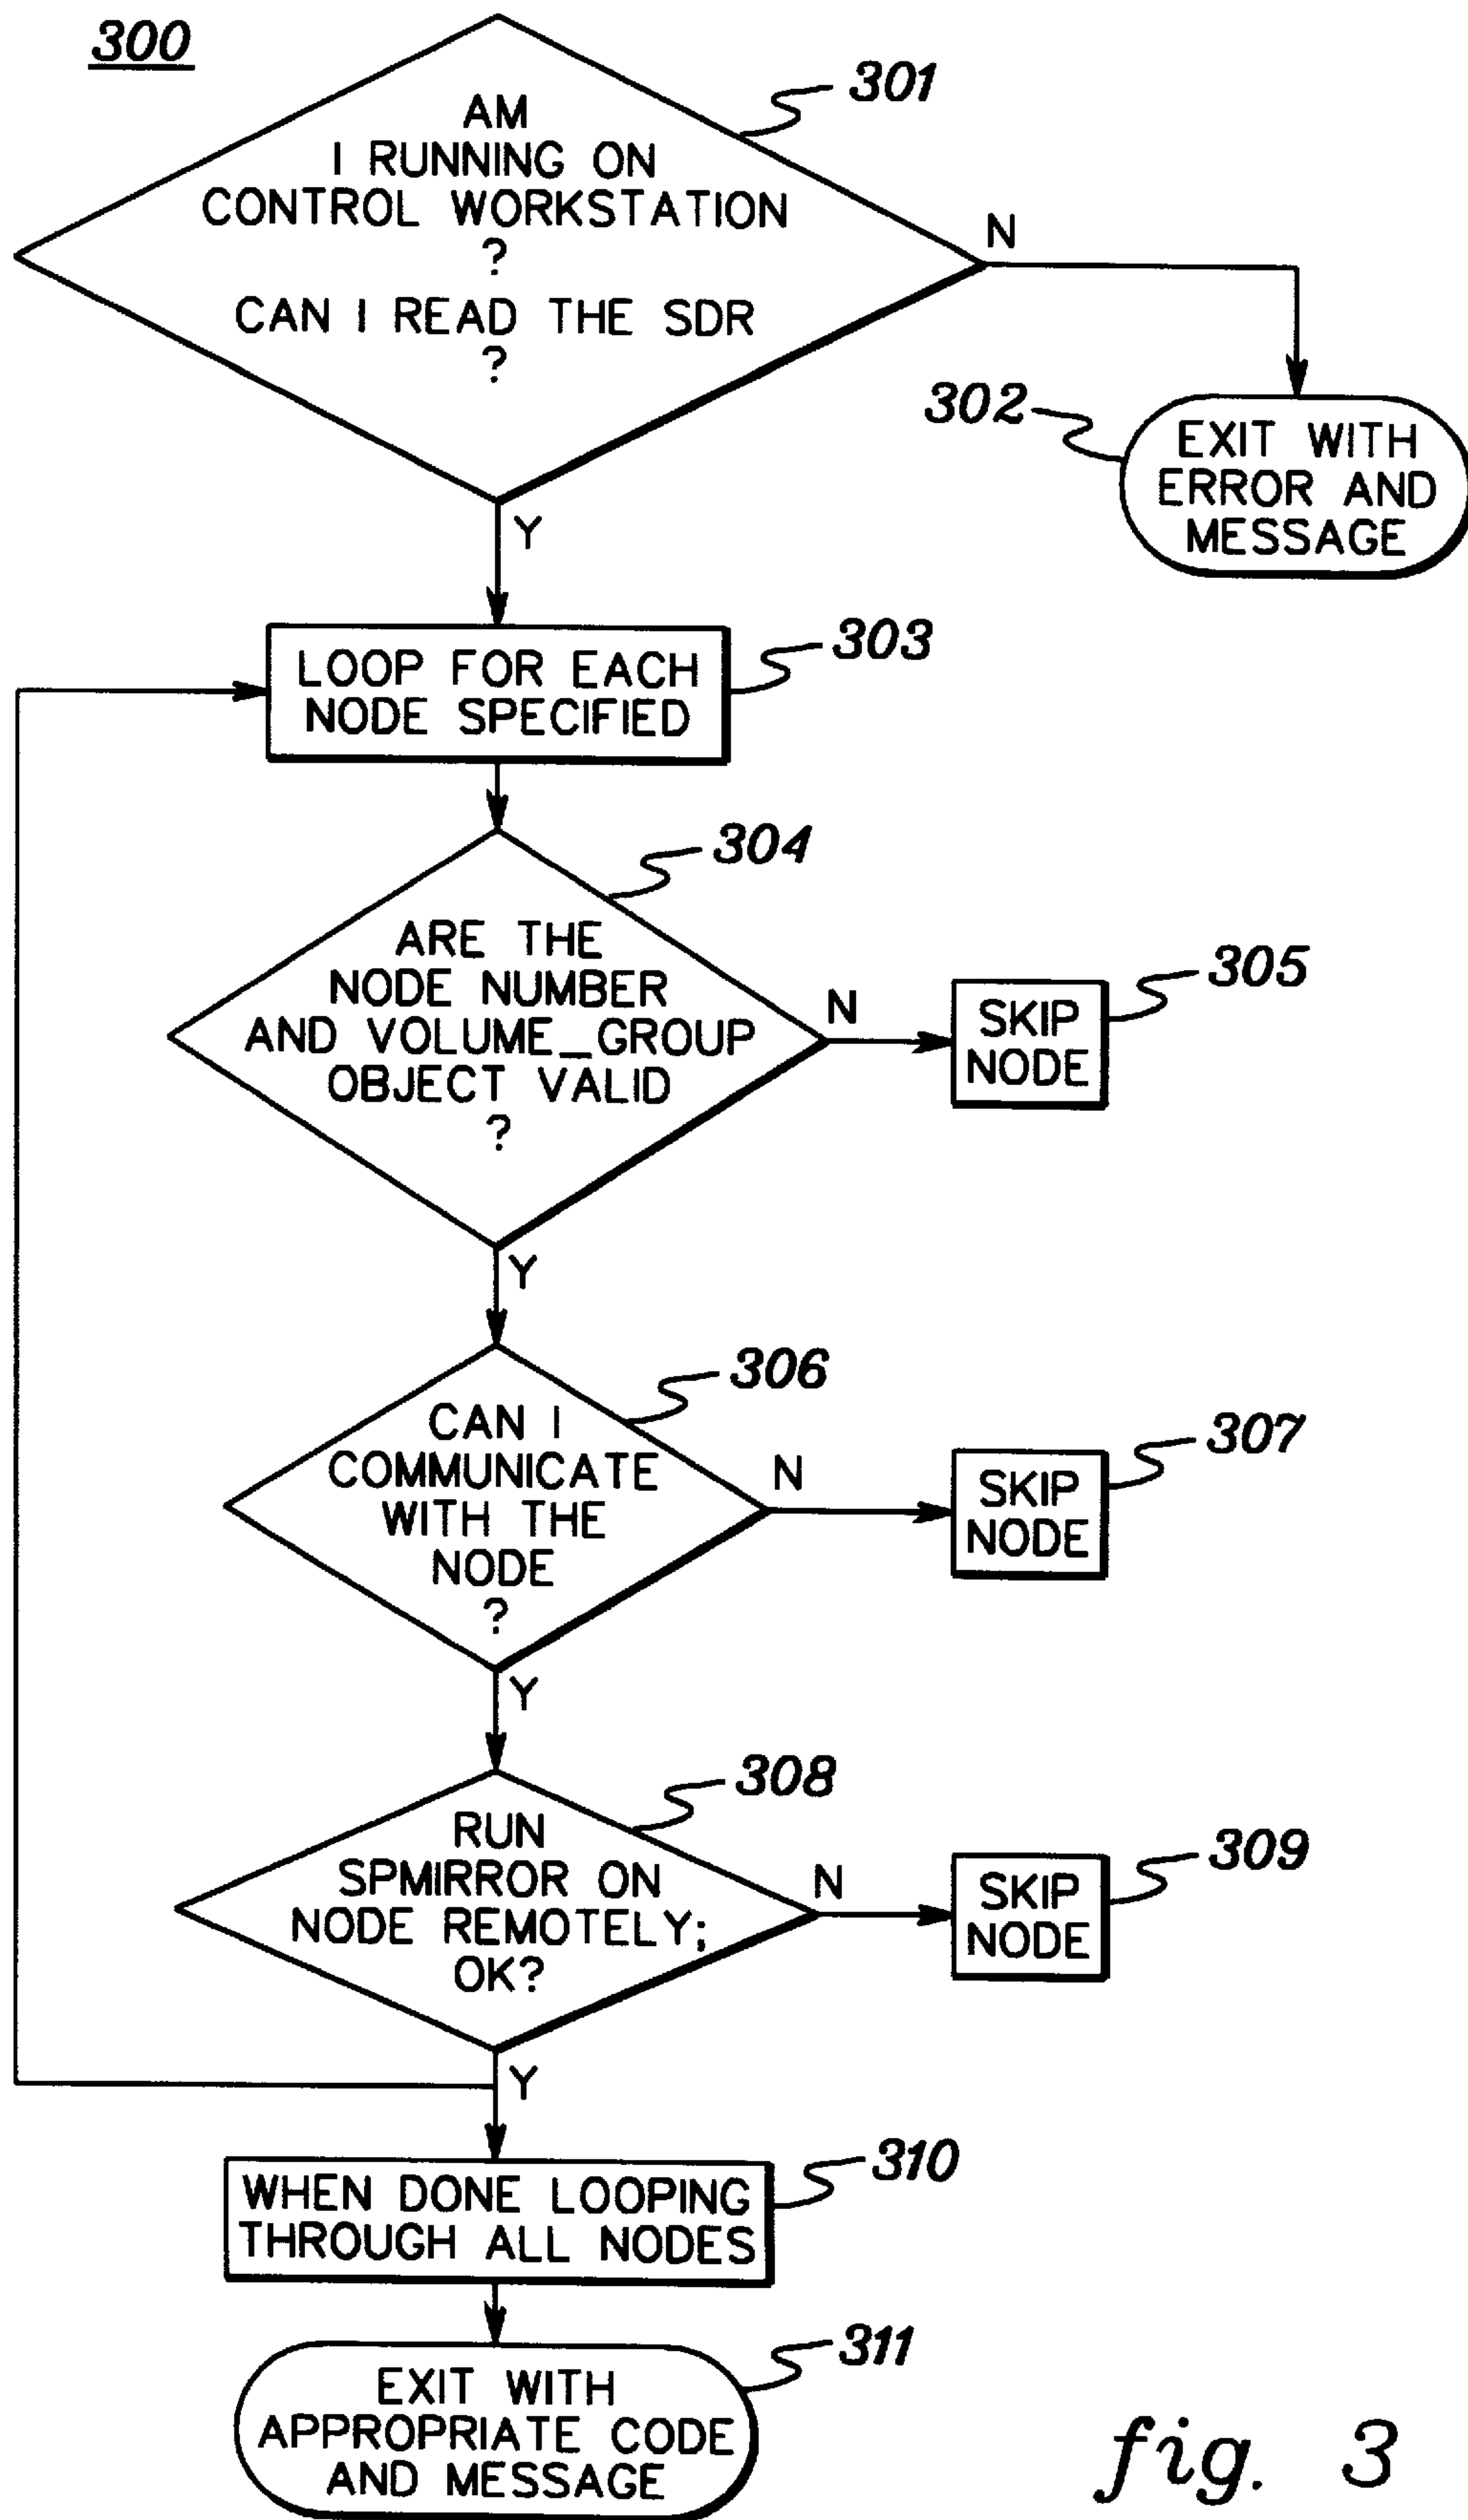 300
301
AM
I RUNNING ON
CONTROL WORKSTATION
?
CAN I READ THE SDR
?
N
302
EXIT WITH
ERROR AND
MESSAGE
Y
303
LOOP FOR EACH
NODE SPECIFIED
304
ARE THE
NODE NUMBER
AND VOLUME_GROUP
OBJECT VALID
?
N
305
SKIP
NODE
Y
306
CAN I
COMMUNICATE
WITH THE
NODE
?
N
307
SKIP
NODE
Y
308
RUN
SPMIRROR ON
NODE REMOTELY;
OK?
N
309
SKIP
NODE
Y
310
WHEN DONE LOOPING
THROUGH ALL NODES
311
EXIT WITH
APPROPRIATE CODE
AND MESSAGE
fig. 3